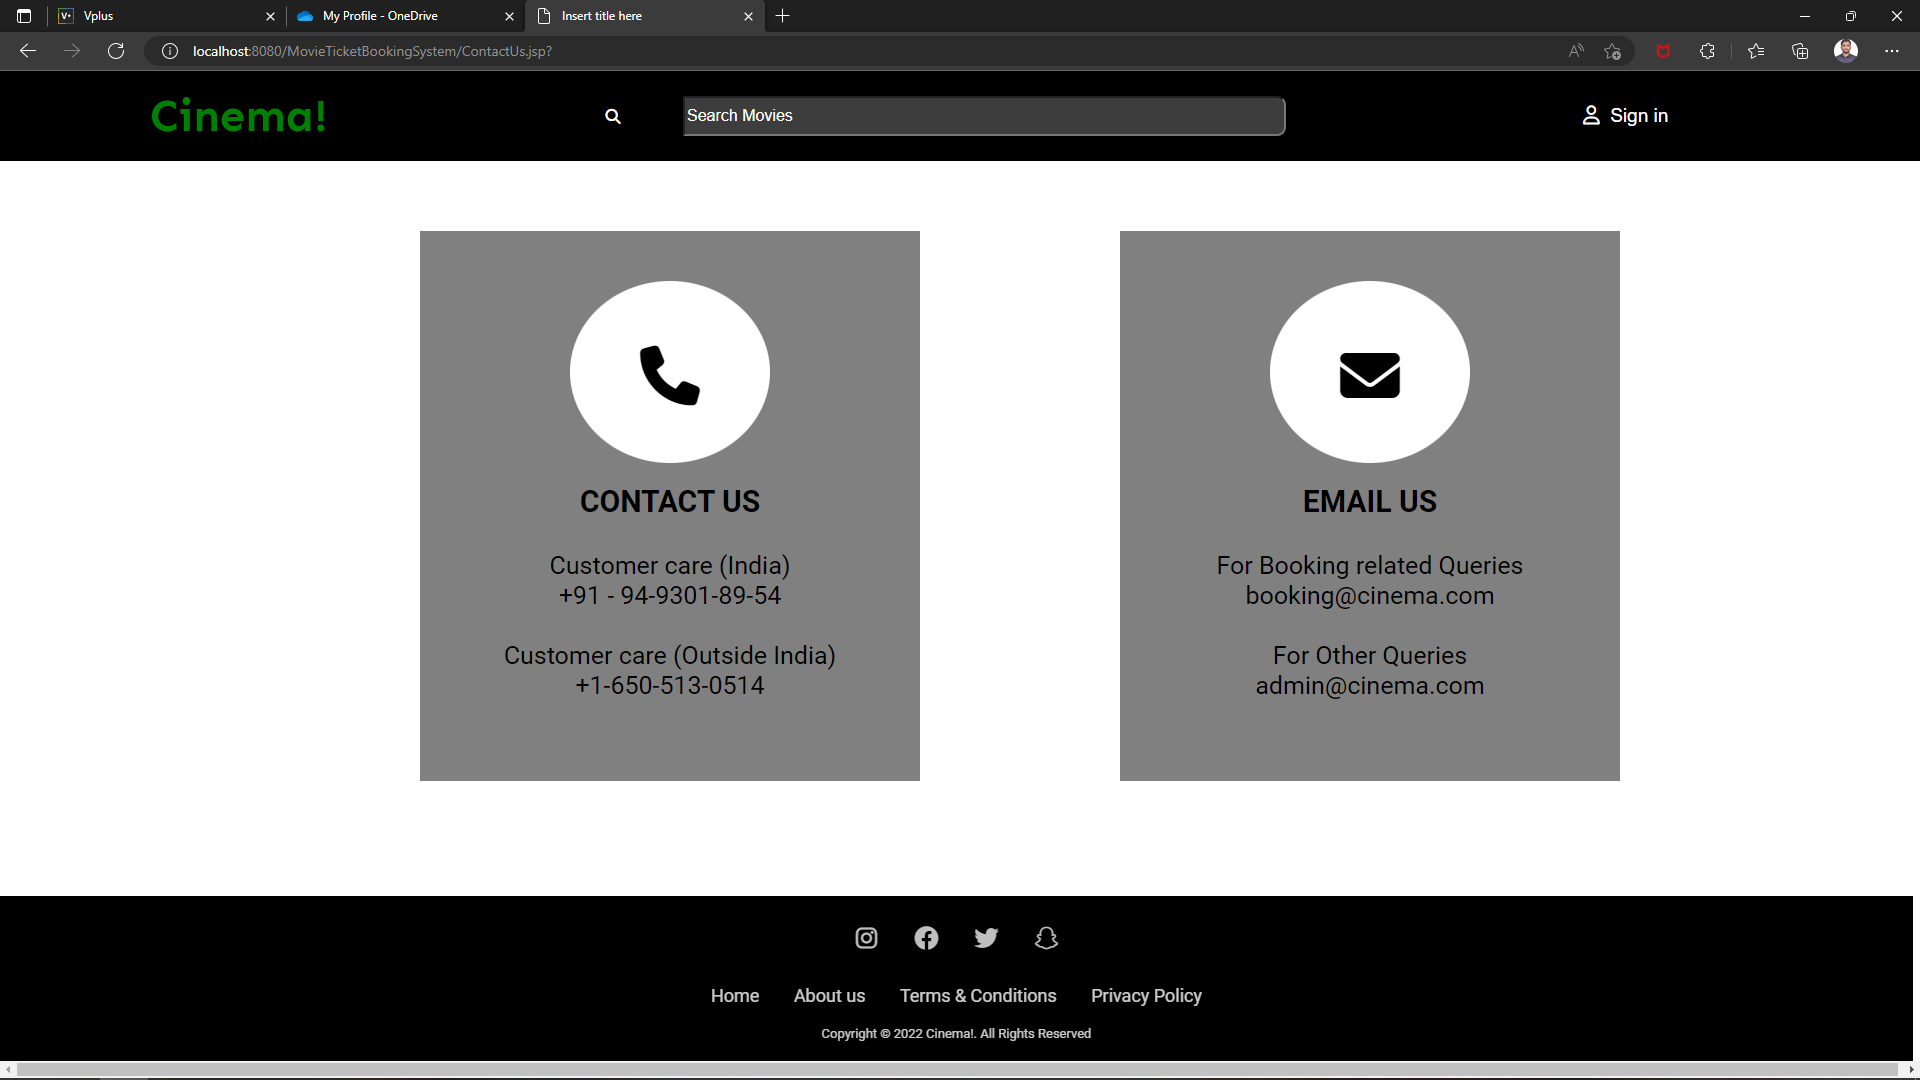 V+ Vplus
My Profile - OneDrive
Insert title here
localhost:8080/MovieTicketBookingSystem/ContactUs.jsp?
Cinema!
Search Movies
Sign in
CONTACT US
Customer care (India)
+91 - 94-9301-89-54
Customer care (Outside India)
+1-650-513-0514
EMAIL US
For Booking related Queries
booking@cinema.com
For Other Queries
admin@cinema.com
Home About us Terms & Conditions Privacy Policy
Copyright © 2022 Cinema!. All Rights Reserved